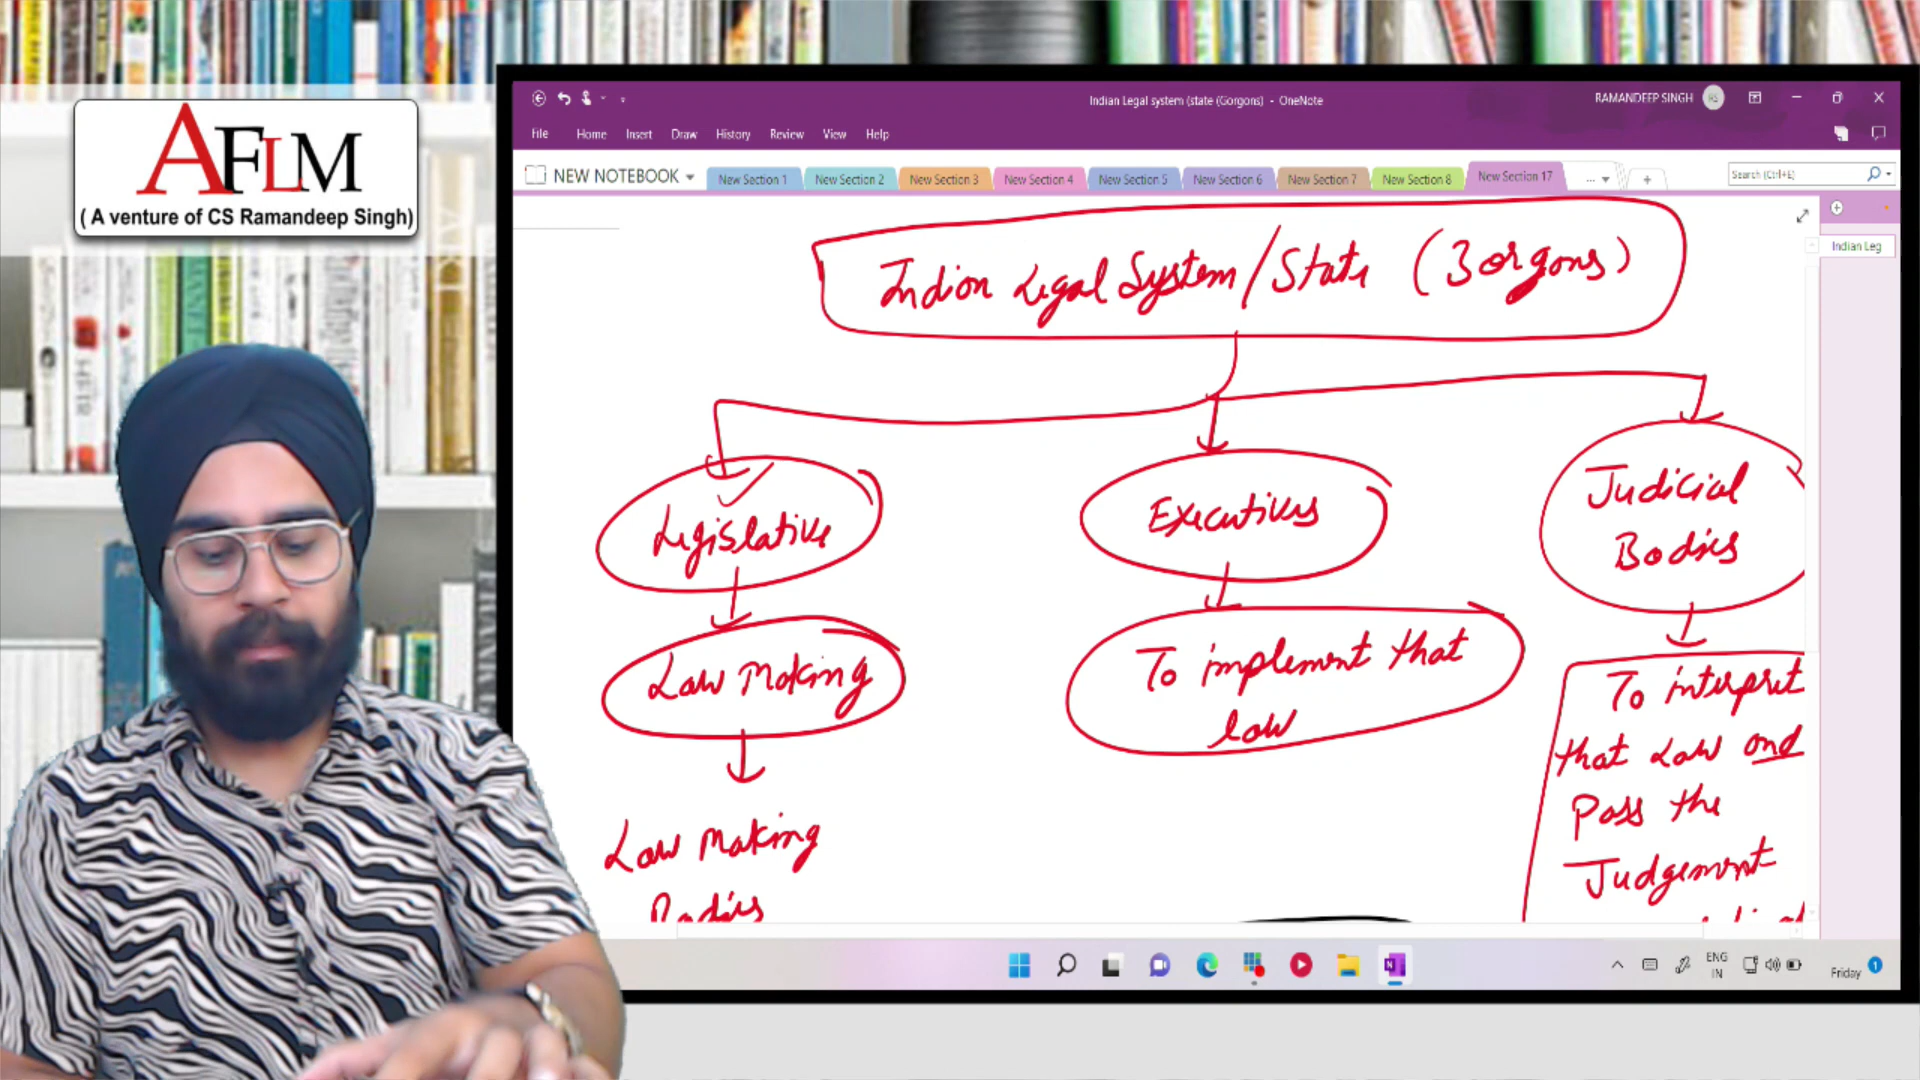 AFLM
( A venture of CS Ramandeep Singh)
Indian Legal system (state (Gorgons) - OneNote
RAMANDEEP SINGH
RS
File Home Insert Draw History Review View Help
NEW NOTEBOOK
New Section 1 New Section 2 New Section 3 New Section 4 New Section 5 New Section 6 New Section 7 New Section 8 New Section 17 ...
Search (Ctrl+E)
Indian Leg
Indian Legal System/State (3 orgons)
Legislative
Executives
Judicial
Bodies
Law Making
To implement that
law
To interpret
that Law and
Pass the
Judgement
Law Making
Bodies
ENG
IN
Friday 1